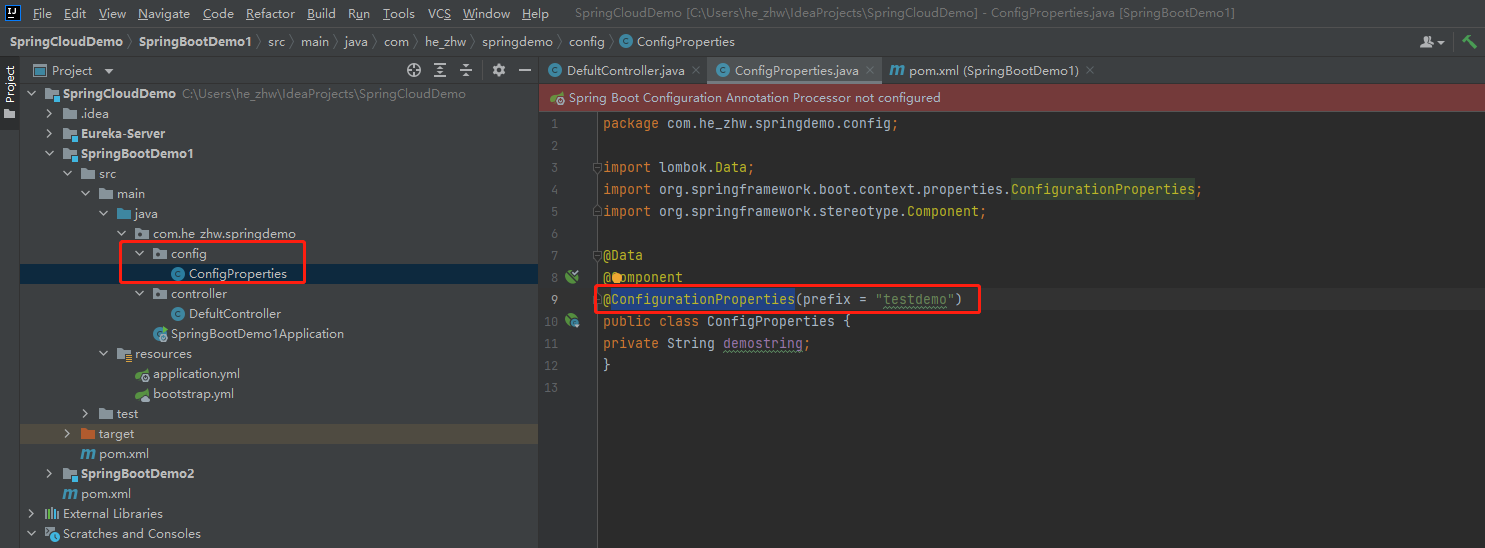 File Edit View Navigate Code Refactor Build Run Tools VCS Window Help SpringCloudDemo [C:\Users\he_zhw\IdeaProjects\SpringCloudDemo] - ConfigProperties.java [SpringBootDemo1]
SpringCloudDemo SpringBootDemo1 src main java com he_zhw springdemo config ConfigProperties
Project
Project
SpringCloudDemo C:\Users\he_zhw\IdeaProjects\SpringCloudDemo
.idea
Eureka-Server
SpringBootDemo1
src
main
java
com.he_zhw.springdemo
config
ConfigProperties
controller
DefultController
SpringBootDemo1Application
resources
application.yml
bootstrap.yml
test
target
pom.xml
SpringBootDemo2
pom.xml
External Libraries
Scratches and Consoles
DefultController.java ConfigProperties.java pom.xml (SpringBootDemo1)
Spring Boot Configuration Annotation Processor not configured
1 package com.he_zhw.springdemo.config;
2
3 import lombok.Data;
4 import org.springframework.boot.context.properties.ConfigurationProperties;
5 import org.springframework.stereotype.Component;
6
7 @Data
8 @Component
9 @ConfigurationProperties(prefix = "testdemo")
10 public class ConfigProperties {
11 private String demostring;
12 }
13